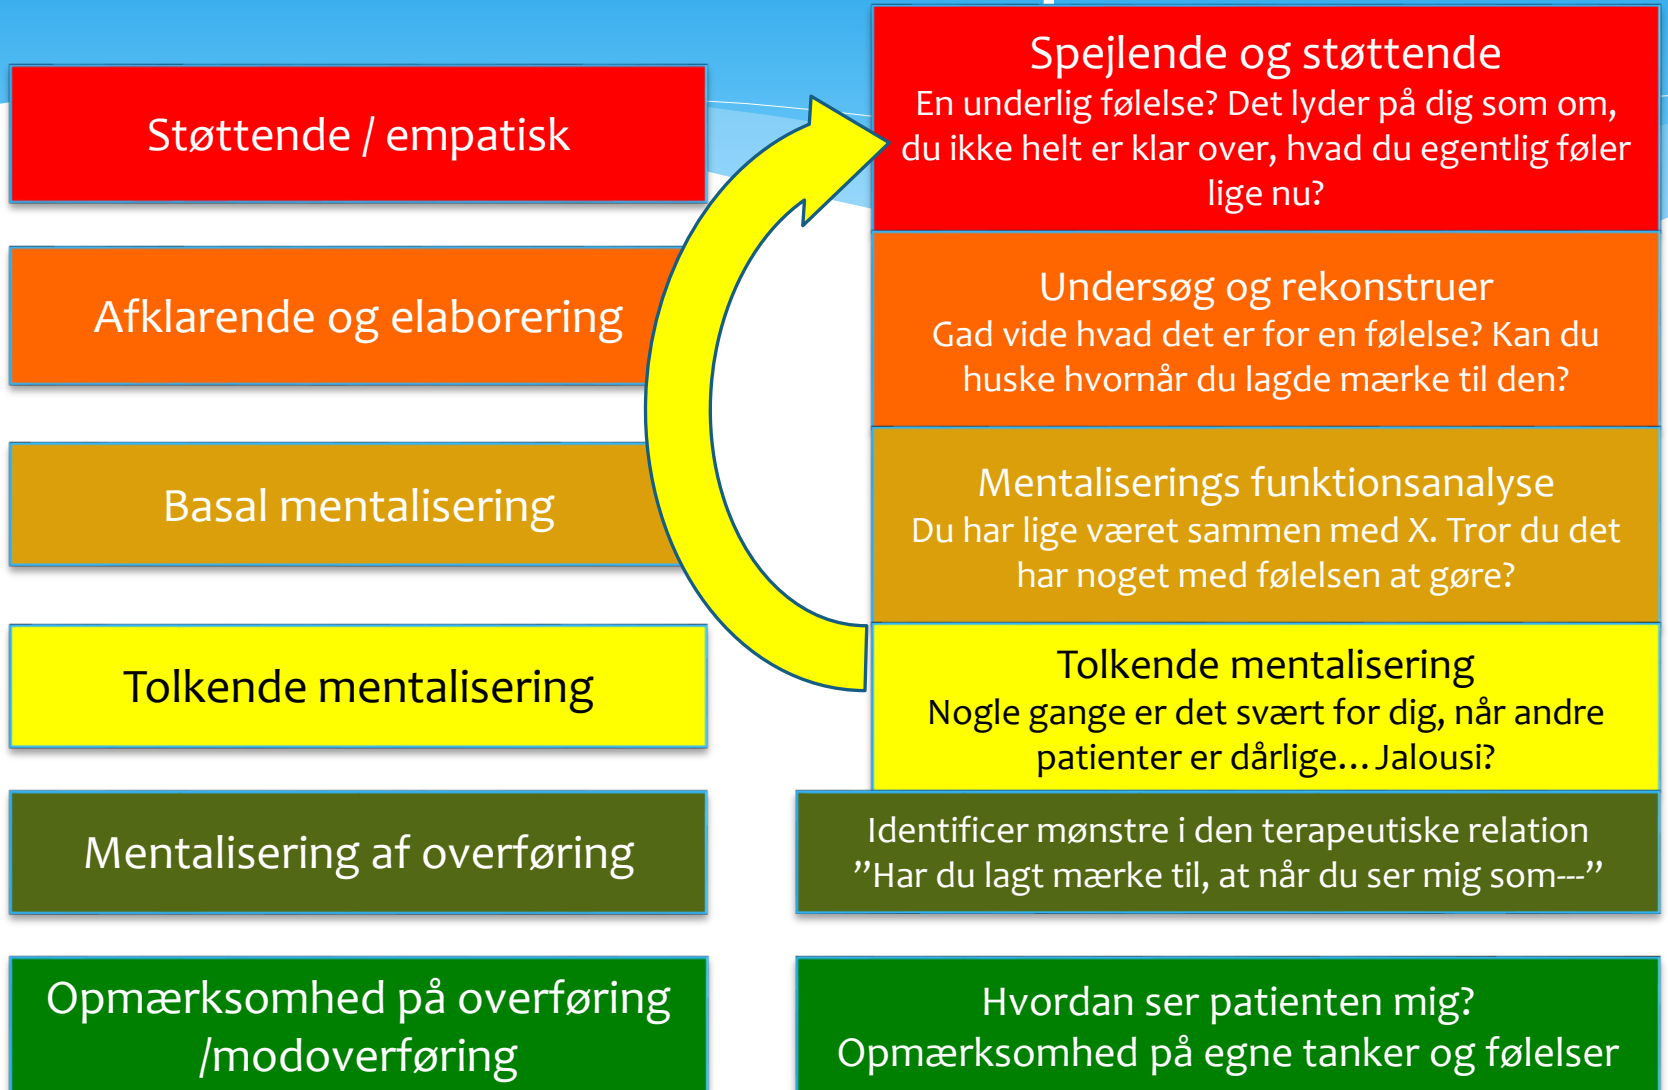 Støttende / empatisk
Afklarende og elaborering
Basal mentalisering
Tolkende mentalisering
Mentalisering af overføring
Opmærksomhed på overføring
/modoverføring
Spejlende og støttende
En underlig følelse? Det lyder på dig som om,
du ikke helt er klar over, hvad du egentlig føler
lige nu?
Undersøg og rekonstruer
Gad vide hvad det er for en følelse? Kan du
huske hvornår du lagde mærke til den?
Mentaliserings funktionsanalyse
Du har lige været sammen med X. Tror du det
har noget med følelsen at gøre?
Tolkende mentalisering
Nogle gange er det svært for dig, når andre
patienter er dårlige… Jalousi?
Identificer mønstre i den terapeutiske relation
”Har du lagt mærke til, at når du ser mig som---”
Hvordan ser patienten mig?
Opmærksomhed på egne tanker og følelser